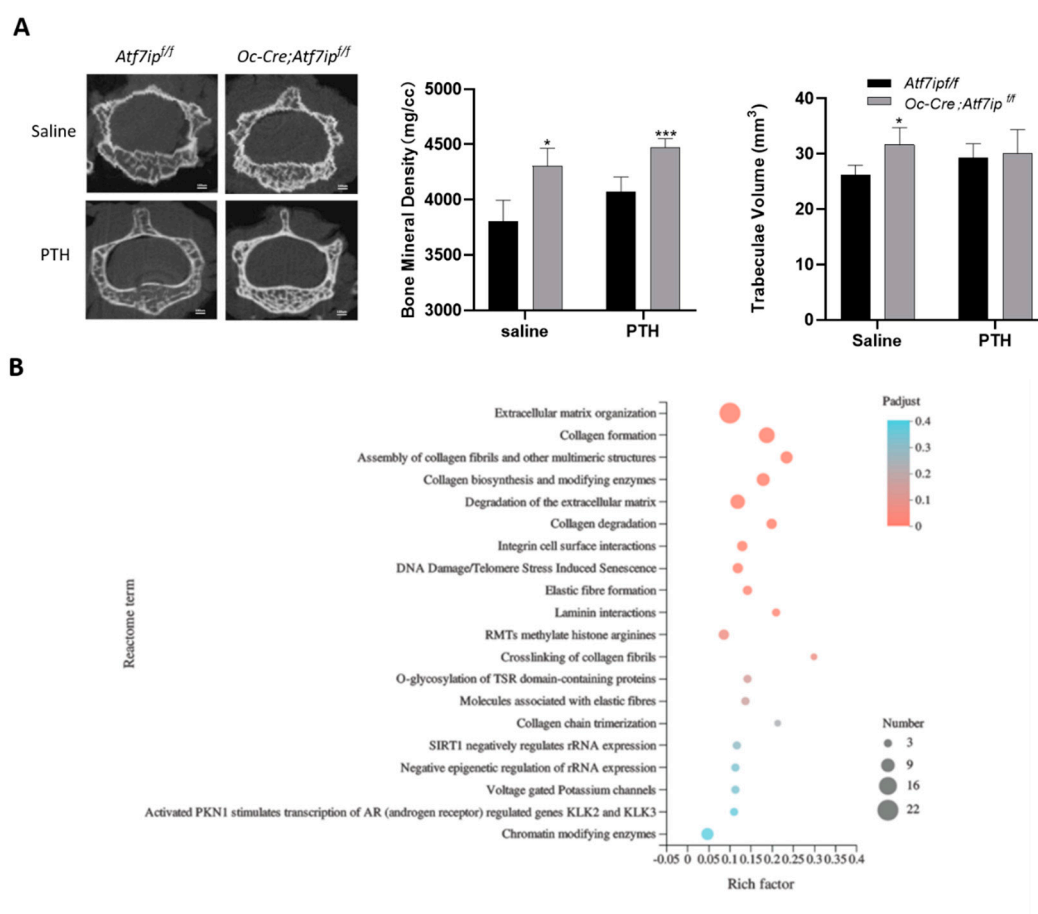 A
Atf7ip f/f
Oc-Cre;Atf7ip f/f
Saline
PTH
Bone Mineral Density (mg/cc)
5000
4500
4000
3500
3000
saline
PTH
Atf7ipf/f
Oc-Cre ;Atf7ip f/f
Trabeculae Volume (mm³)
40
30
20
10
0
Saline
PTH
*
***
*
B
Reactome term
Extracellular matrix organization
Collagen formation
Assembly of collagen fibrils and other multimeric structures
Collagen biosynthesis and modifying enzymes
Degradation of the extracellular matrix
Collagen degradation
Integrin cell surface interactions
DNA Damage/Telomere Stress Induced Senescence
Elastic fibre formation
Laminin interactions
RMTs methylate histone arginines
Crosslinking of collagen fibrils
O-glycosylation of TSR domain-containing proteins
Molecules associated with elastic fibres
Collagen chain trimerization
SIRT1 negatively regulates rRNA expression
Negative epigenetic regulation of rRNA expression
Voltage gated Potassium channels
Activated PKN1 stimulates transcription of AR (androgen receptor) regulated genes KLK2 and KLK3
Chromatin modifying enzymes
-0.05 0 0.05 0.1 0.15 0.2 0.25 0.3 0.35 0.4
Rich factor
Padjust
0.4
0.3
0.2
0.1
0
Number
3
9
16
22